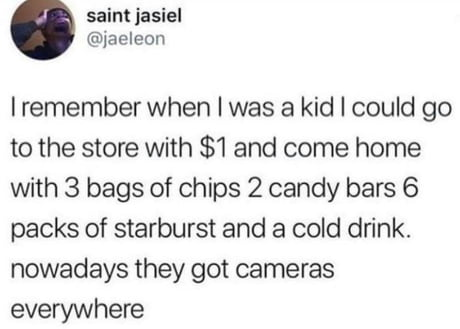 saint jasiel
@jaeleon
I remember when I was a kid I could go
to the store with $1 and come home
with 3 bags of chips 2 candy bars 6
packs of starburst and a cold drink.
nowadays they got cameras
everywhere